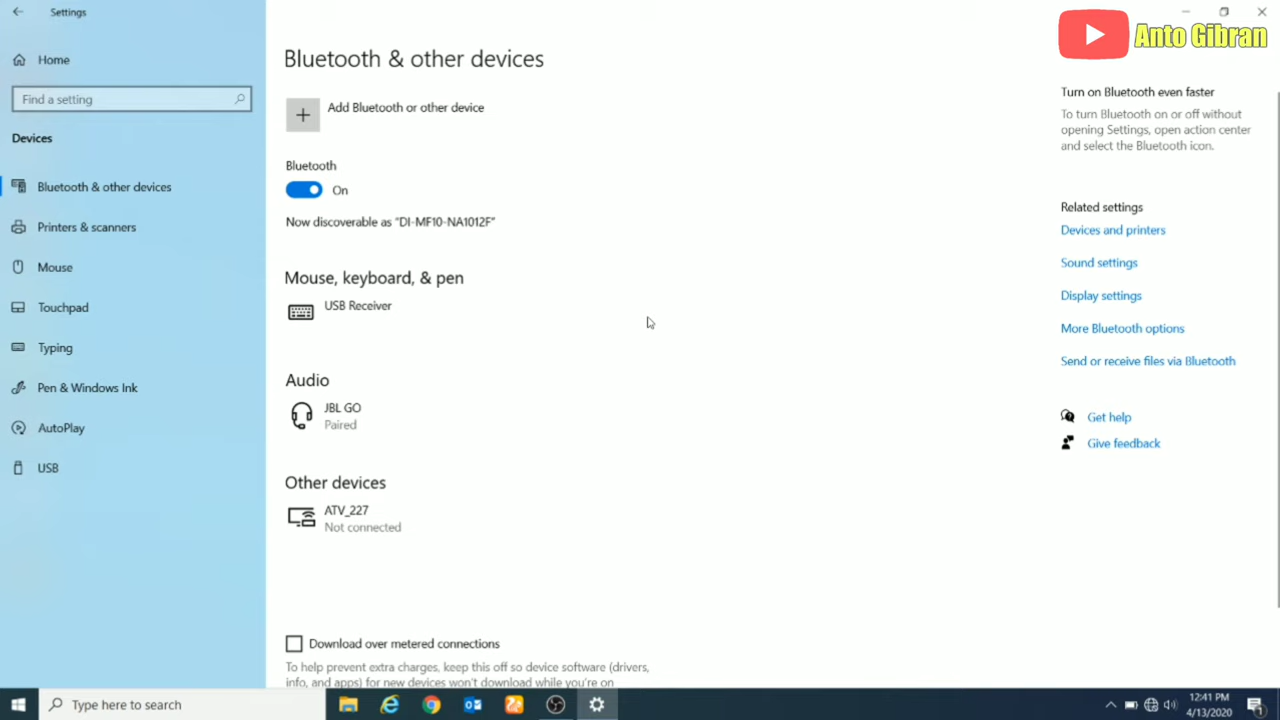 Settings
Anto Gibran
Home
Find a setting
Devices
Bluetooth & other devices
Printers & scanners
Mouse
Touchpad
Typing
Pen & Windows Ink
AutoPlay
USB
Bluetooth & other devices
Add Bluetooth or other device
Bluetooth
On
Now discoverable as “DI-MF10-NA1012F”
Mouse, keyboard, & pen
USB Receiver
Audio
JBL GO
Paired
Other devices
ATV_227
Not connected
Download over metered connections
To help prevent extra charges, keep this off so device software (drivers,
info, and apps) for new devices won't download while you're on
Turn on Bluetooth even faster
To turn Bluetooth on or off without
opening Settings, open action center
and select the Bluetooth icon.
Related settings
Devices and printers
Sound settings
Display settings
More Bluetooth options
Send or receive files via Bluetooth
Get help
Give feedback
Type here to search
12:41 PM
4/13/2020
1